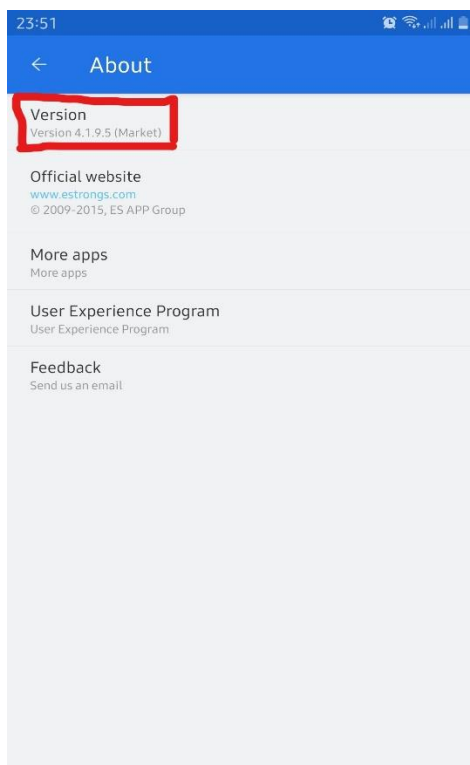 23:51
About
Version
Version 4.1.9.5 (Market)
Official website
www.estrongs.com
© 2009-2015, ES APP Group
More apps
More apps
User Experience Program
User Experience Program
Feedback
Send us an email